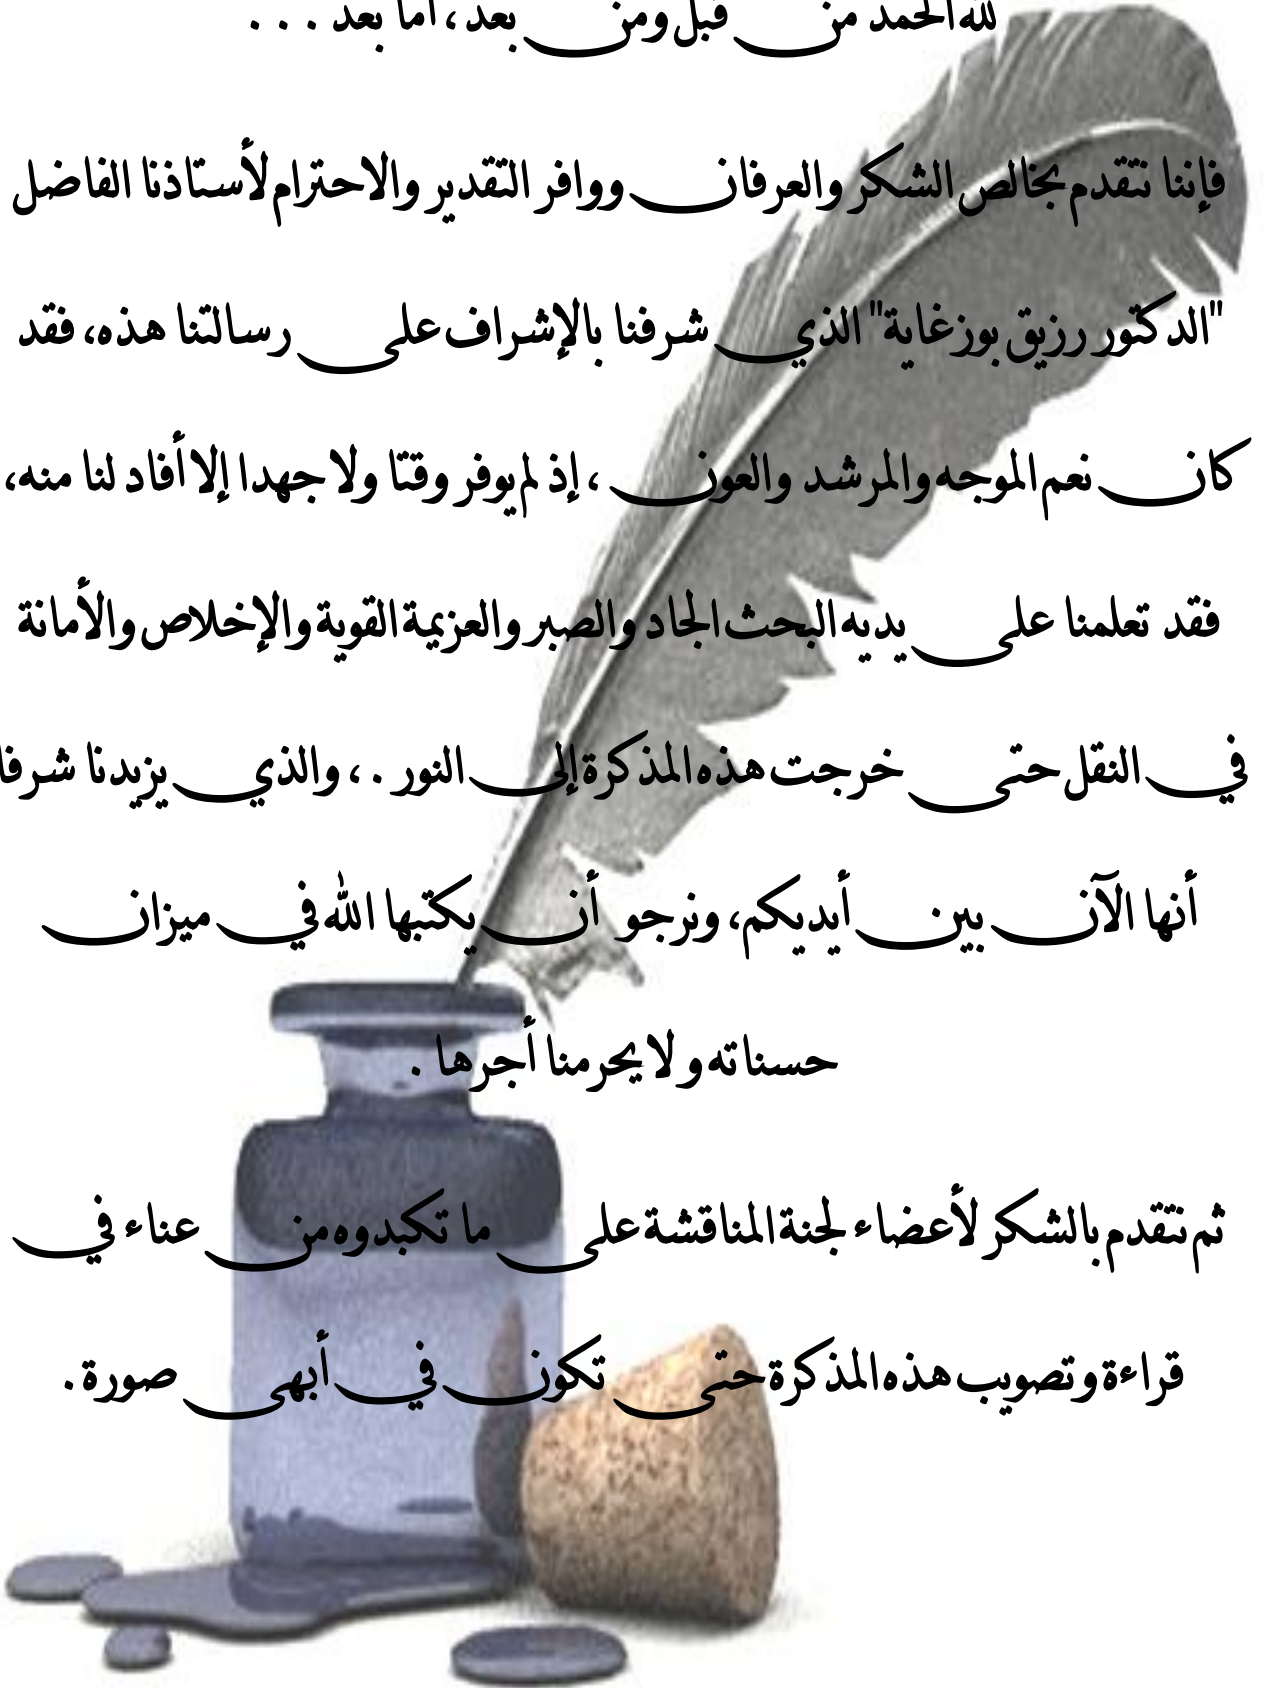 لله الحمد من قبل ومن بعد ، أما بعد . . .
فإننا نتقدم بخالص الشكر والعرفان ووافر التقدير والاحترام لأستاذنا الفاضل
"الدكتور رزيق بوزغاية" الذي شرفنا بالإشراف على رسالتنا هذه، فقد
كان نعم الموجه والمرشد والعون ، إذ لم يوفر وقتا ولا جهدا إلا أفاد لنا منه،
فقد تعلمنا على يديه البحث الجاد والصبر والعزيمة القوية والإخلاص والأمانة
في النقل حتى خرجت هذه المذكرة إلى النور . ، والذي يزيدنا شرفا
أنها الآن بين أيديكم، ونرجو أن يكتبها الله في ميزان
حسناته و لا يحرمنا أجرها .
ثم نتقدم بالشكر لأعضاء لجنة المناقشة على ما تكبدوه من عناء في
قراءة وتصويب هذه المذكرة حتى تكون في أبهى صورة .